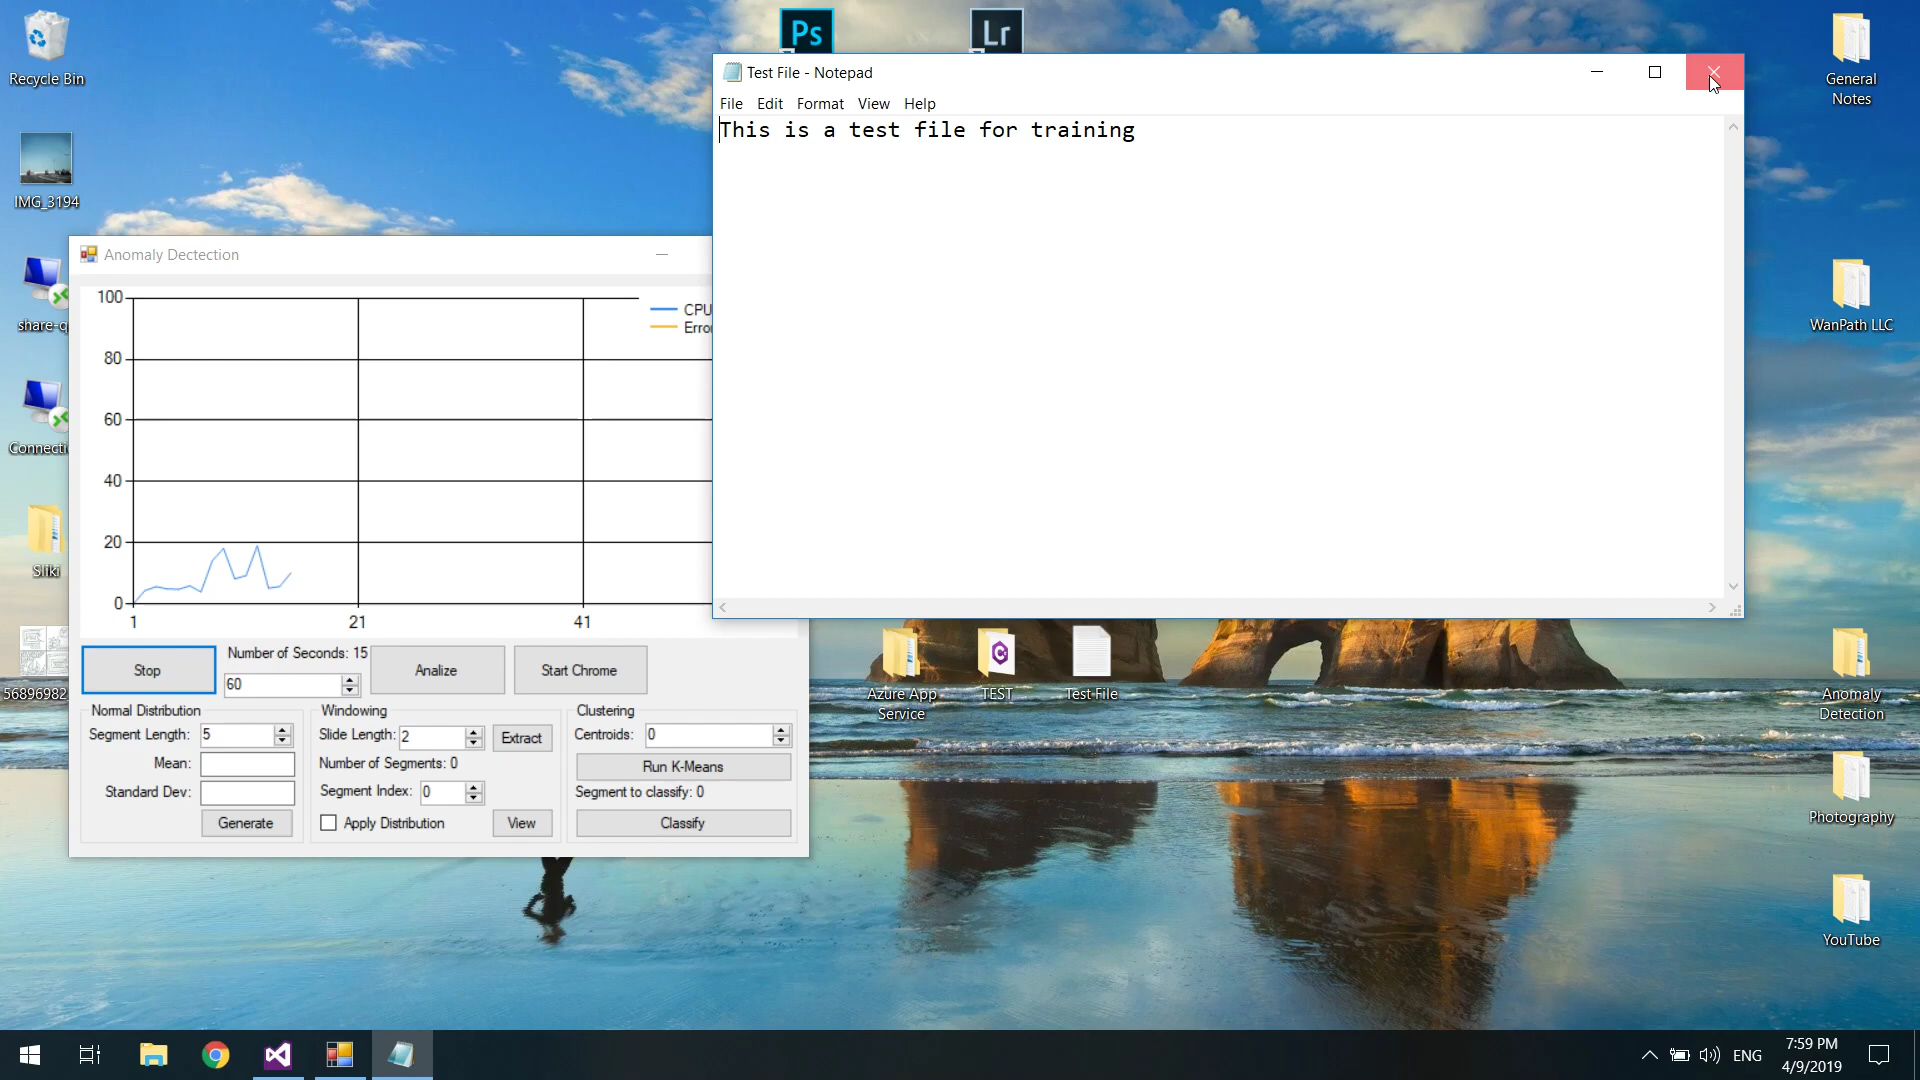 Recycle Bin
IMG_3194
share-q
Connecti
Sliki
56896982
Ps
Lr
Test File - Notepad
File Edit Format View Help
This is a test file for training
Anomaly Dectection
100
80
60
40
20
0
1 21 41
CPU
Erro
Stop
Number of Seconds: 15
60
Analize
Start Chrome
Normal Distribution
Segment Length: 5
Mean:
Standard Dev:
Generate
Windowing
Slide Length: 2
Extract
Number of Segments: 0
Segment Index: 0
Apply Distribution
View
Clustering
Centroids: 0
Run K-Means
Segment to classify: 0
Classify
Azure App
Service
TEST
Test File
General
Notes
WanPath LLC
Anomaly
Detection
Photography
YouTube
ENG
7:59 PM
4/9/2019